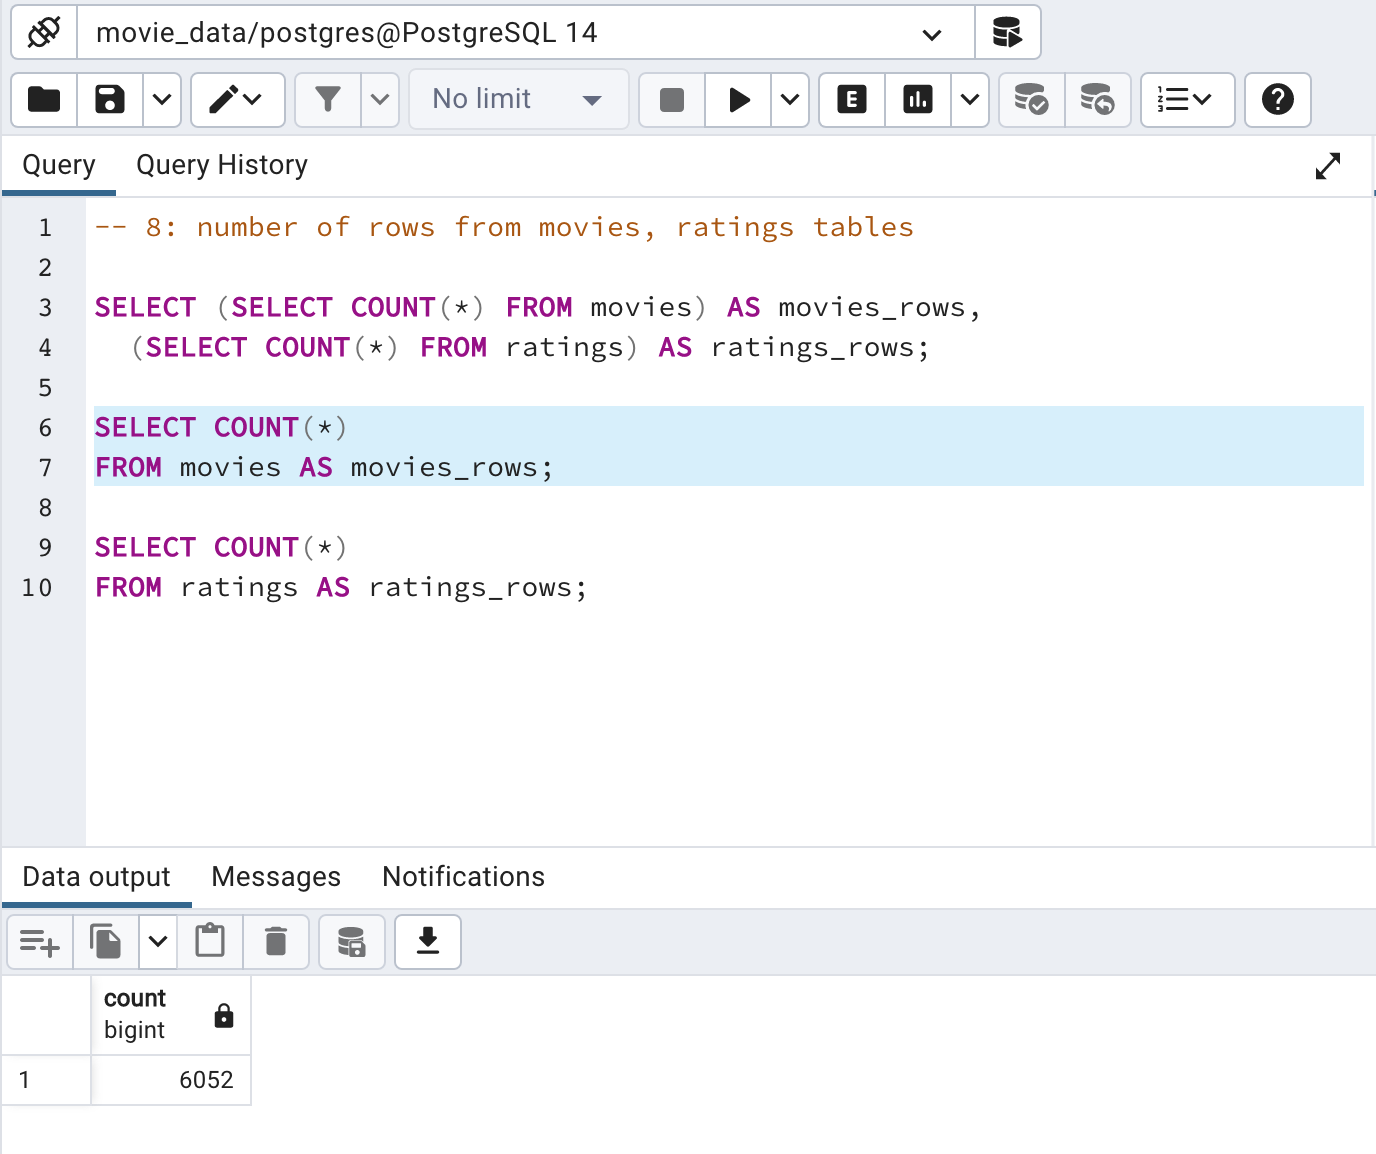 movie_data/postgres@PostgreSQL 14
No limit
E
Query Query History
1 -- 8: number of rows from movies, ratings tables
2
3 SELECT (SELECT COUNT(*) FROM movies) AS movies_rows,
4 (SELECT COUNT(*) FROM ratings) AS ratings_rows;
5
6 SELECT COUNT(*)
7 FROM movies AS movies_rows;
8
9 SELECT COUNT(*)
10 FROM ratings AS ratings_rows;
Data output Messages Notifications
count
bigint
1 6052